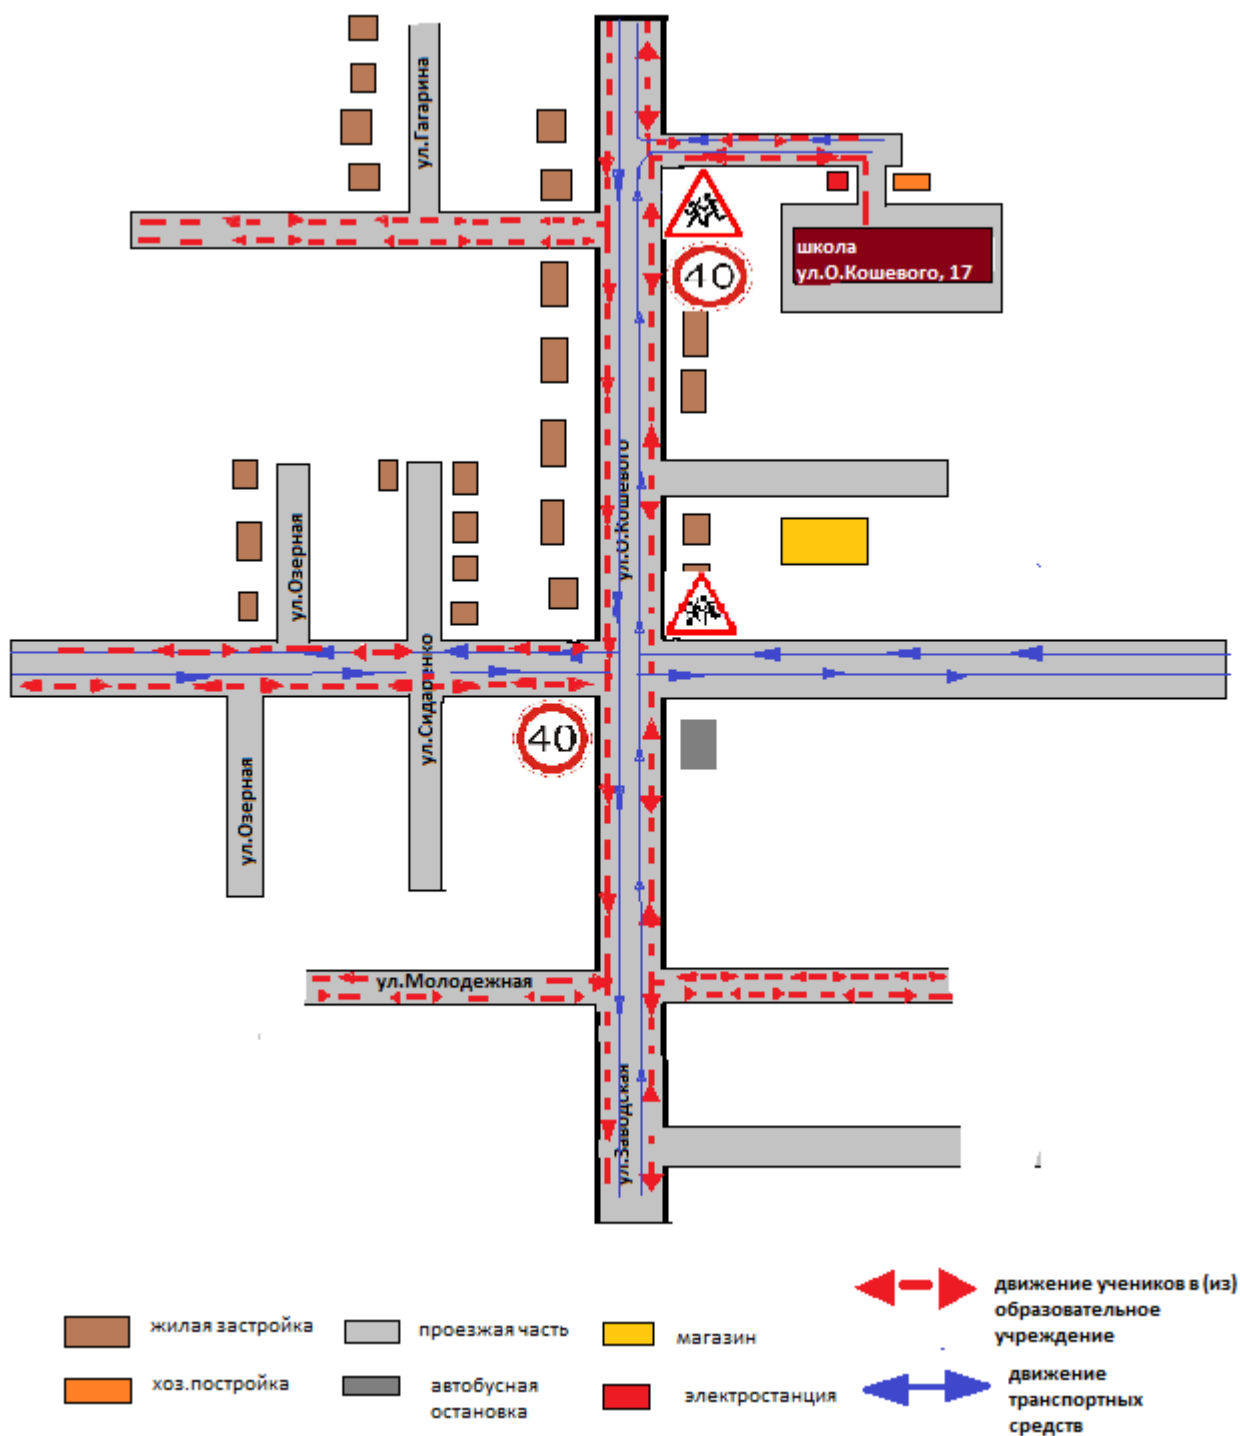 ул.Гагарина
школа
ул.О.Кошевого, 17
40
ул.О.Кошевого
ул.Озерная
ул.Сидаренко
40
ул.Озерная
ул.Молодежная
ул.Заводская
жилая застройка
проезжая часть
магазин
движение учеников в (из)
образовательное
учреждение
хоз.постройка
автобусная
остановка
электростанция
движение
транспортных
средств